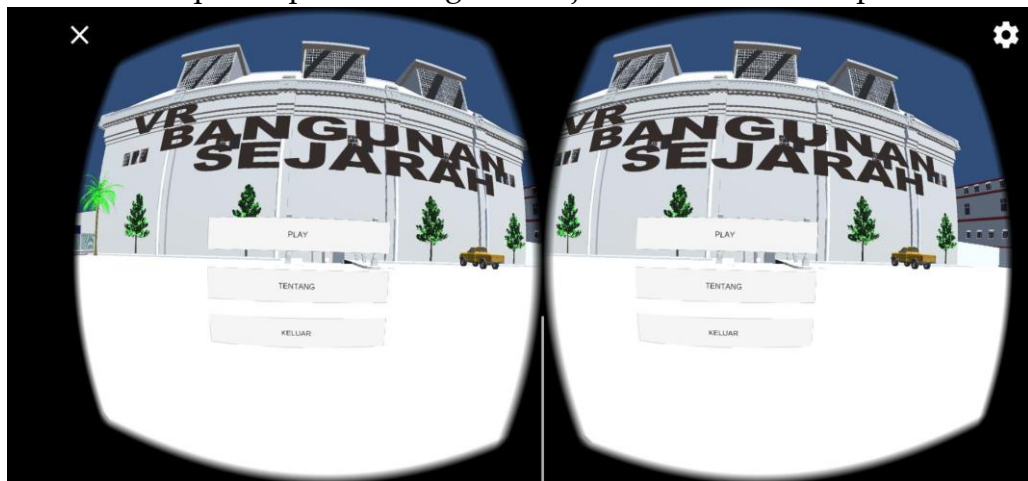 VR
BANGUNAN
SEJARAH
PLAY
TENTANG
KELUAR
VR
BANGUNAN
SEJARAH
PLAY
TENTANG
KELUAR